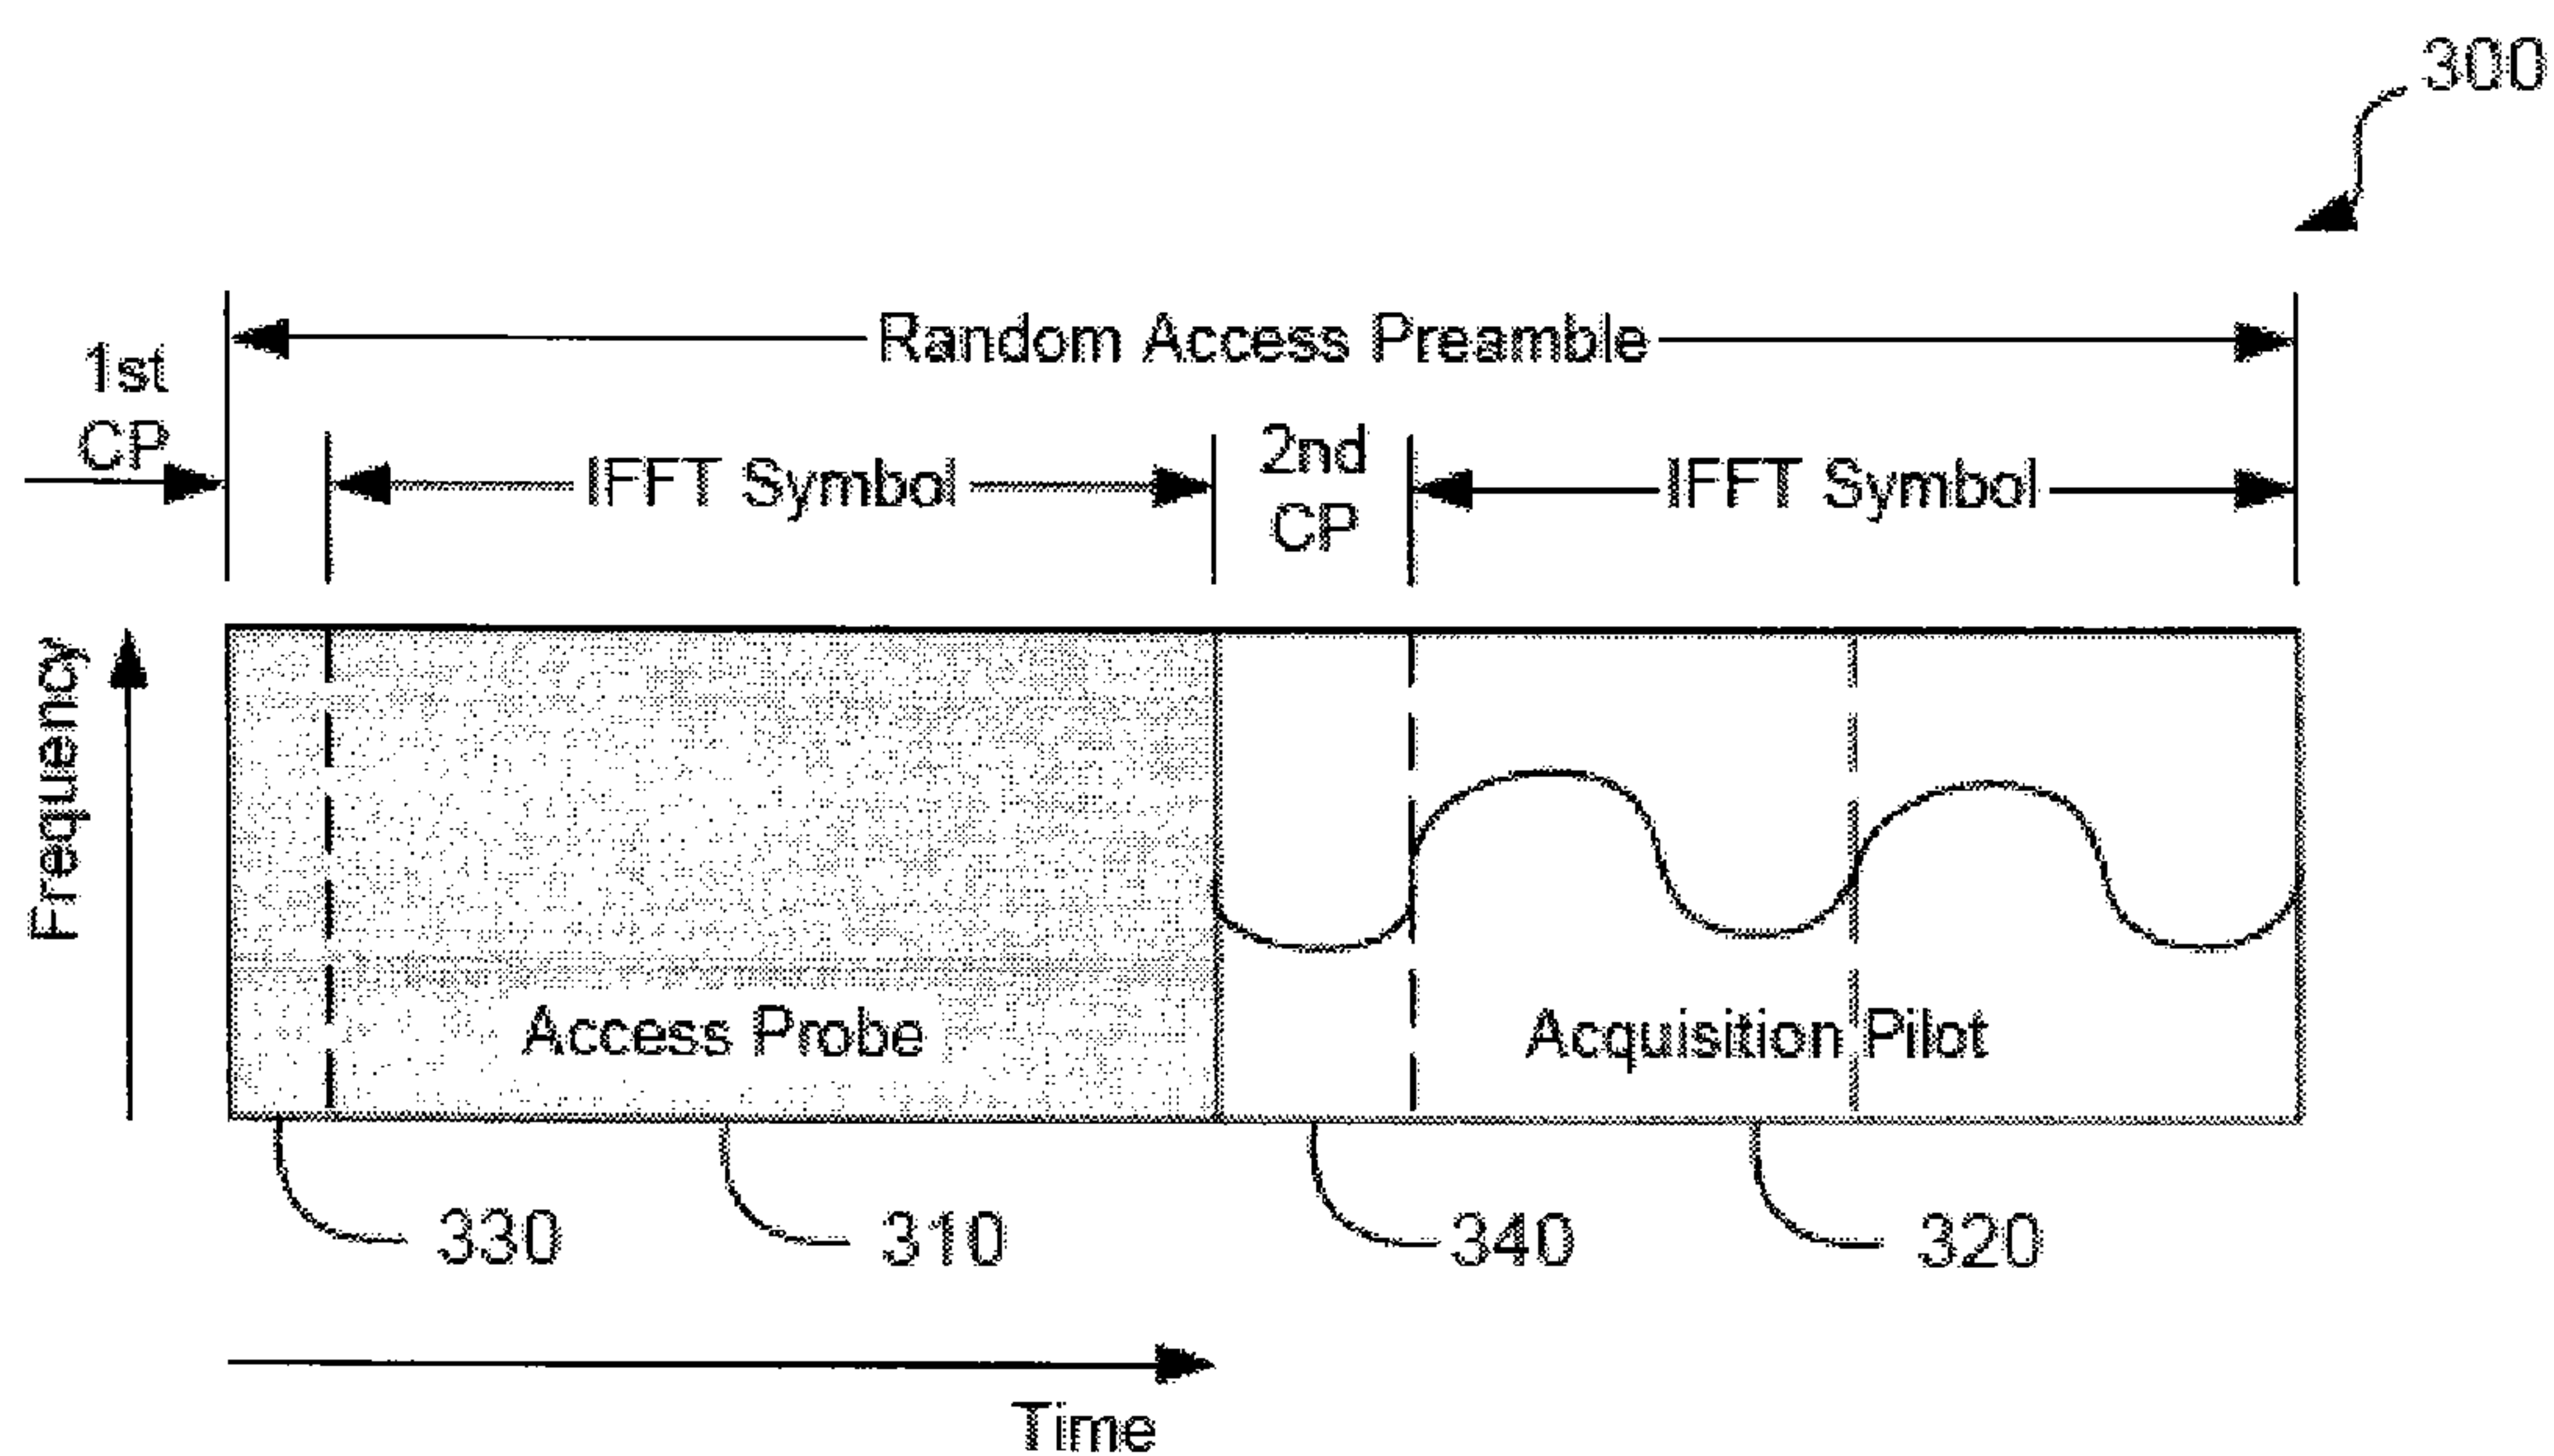 300
Random Access Preamble
1st
CP
IFFT Symbol
2nd
CP
IFFT Symbol
Frequency
Access Probe
Acquisition Pilot
330
310
340
320
Time